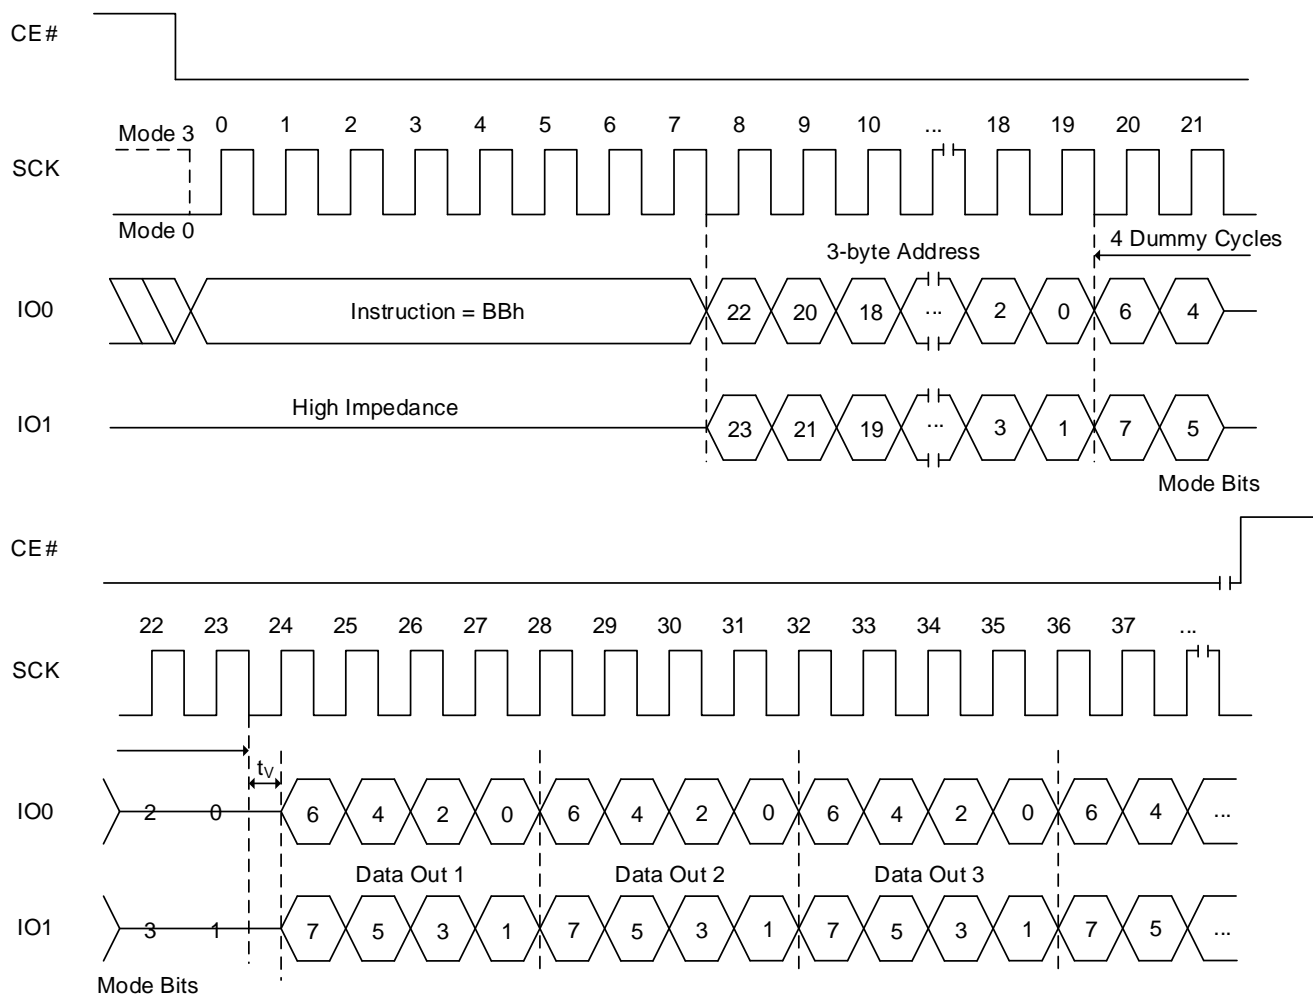 CE#
Mode 3 0 1 2 3 4 5 6 7 8 9 10 ... 18 19 20 21
SCK
Mode 0
3-byte Address 4 Dummy Cycles
IO0 Instruction = BBh 22 20 18 ... 2 0 6 4
High Impedance
IO1 23 21 19 ... 3 1 7 5
Mode Bits
CE#
22 23 24 25 26 27 28 29 30 31 32 33 34 35 36 37 ...
SCK
tV
IO0 2 0 6 4 2 0 6 4 2 0 6 4 2 0 6 4 ...
Data Out 1 Data Out 2 Data Out 3
IO1 3 1 7 5 3 1 7 5 3 1 7 5 3 1 7 5 ...
Mode Bits